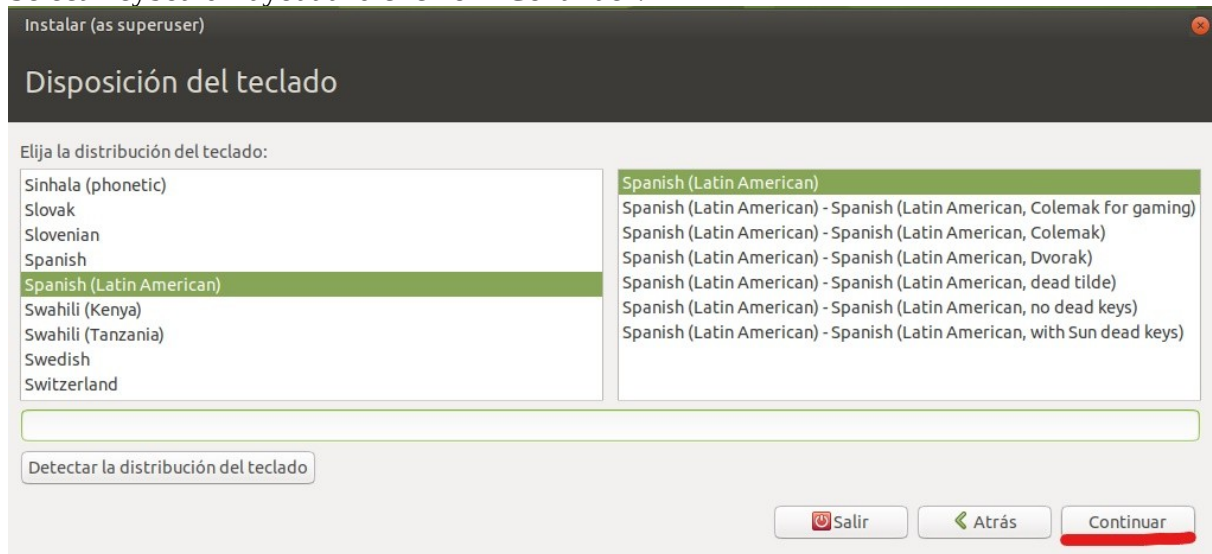 Instalar (as superuser)
Disposición del teclado
Elija la distribución del teclado:
Sinhala (phonetic)
Slovak
Slovenian
Spanish
Spanish (Latin American)
Swahili (Kenya)
Swahili (Tanzania)
Swedish
Switzerland
Spanish (Latin American)
Spanish (Latin American) - Spanish (Latin American, Colemak for gaming)
Spanish (Latin American) - Spanish (Latin American, Colemak)
Spanish (Latin American) - Spanish (Latin American, Dvorak)
Spanish (Latin American) - Spanish (Latin American, dead tilde)
Spanish (Latin American) - Spanish (Latin American, no dead keys)
Spanish (Latin American) - Spanish (Latin American, with Sun dead keys)
Detectar la distribución del teclado
Salir
Atrás
Continuar